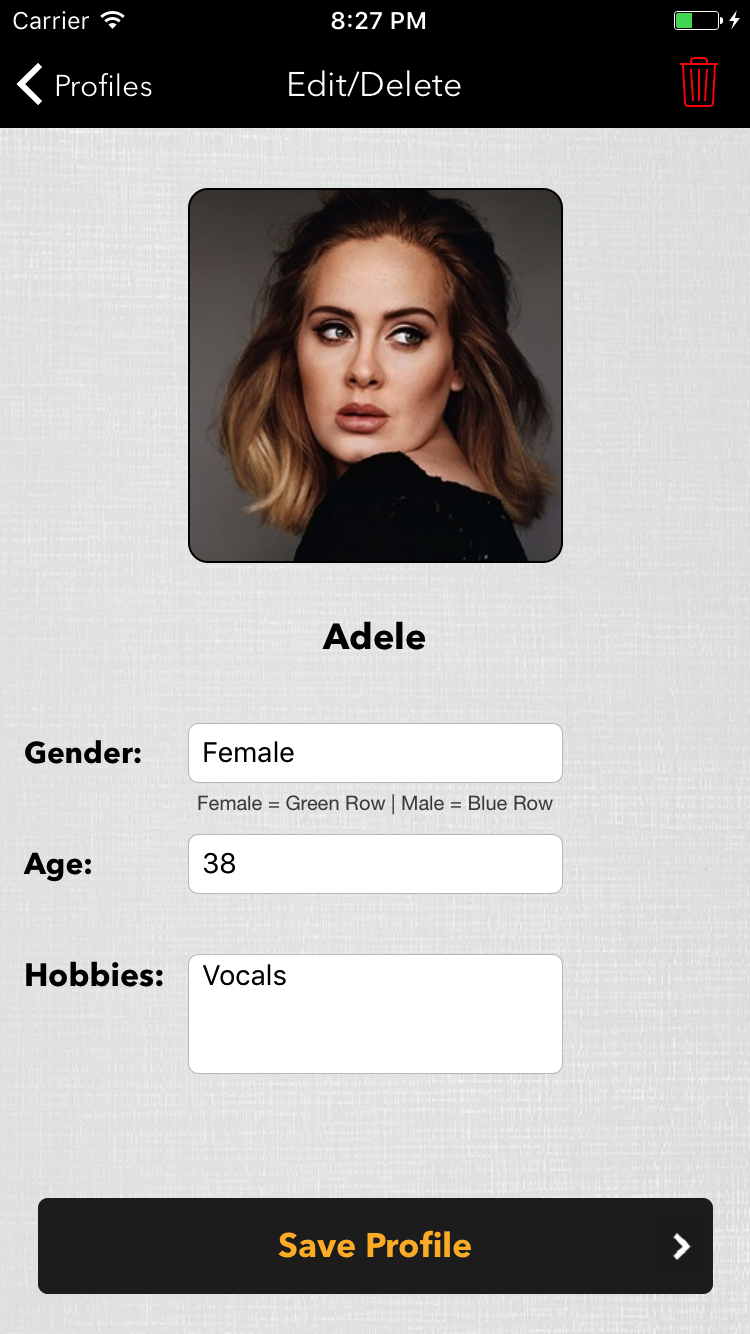 Carrier 8:27 PM
Profiles Edit/Delete
Adele
Gender: Female
Female = Green Row | Male = Blue Row
Age: 38
Hobbies: Vocals
Save Profile